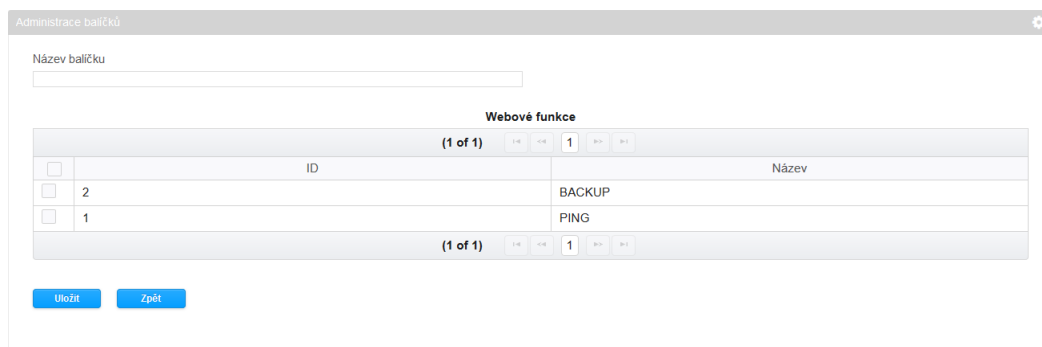 Administrace balíčků
Název balíčku
Webové funkce
(1 of 1) 1
ID Název
2 BACKUP
1 PING
(1 of 1) 1
Uložit Zpět